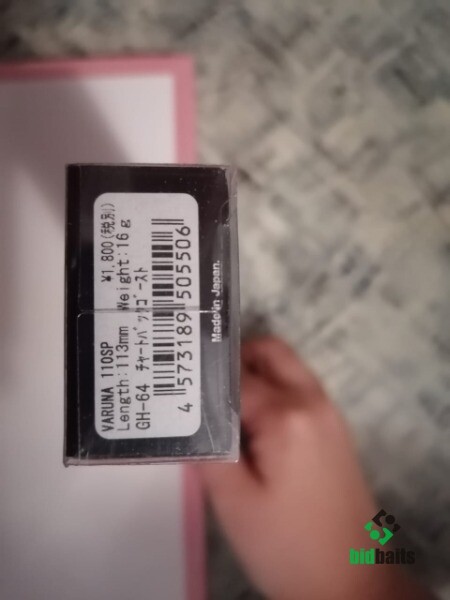 VARUNA 110SP ¥1,800(税別)
Length:113mm Weight:16g
GH-64 ﾁｬｰﾄﾊﾞｯｸｺﾞｰｽﾄ
4 573189 505506
Made in Japan.
bidbaits